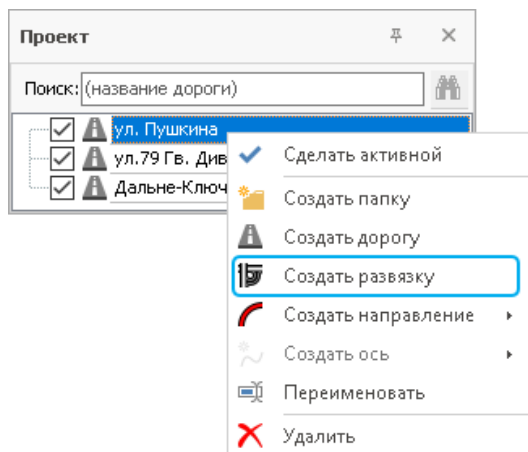 Проект
Поиск: (название дороги)
ул. Пушкина
ул.79 Гв. Див
Дальне-Ключ
Сделать активной
Создать папку
Создать дорогу
Создать развязку
Создать направление
Создать ось
Переименовать
Удалить